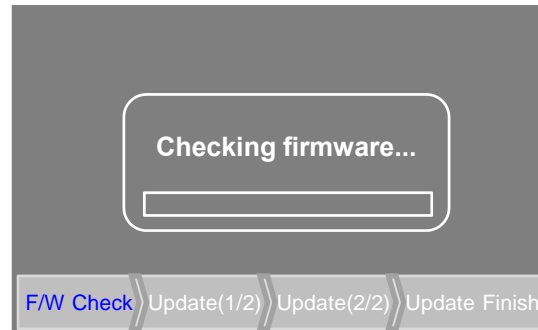 Checking firmware...
F/W Check Update(1/2) Update(2/2) Update Finish